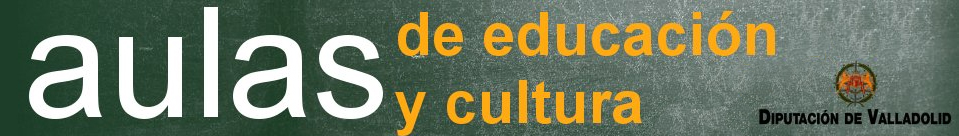 aulas
de educación
y cultura
DIPUTACIÓN DE VALLADOLID